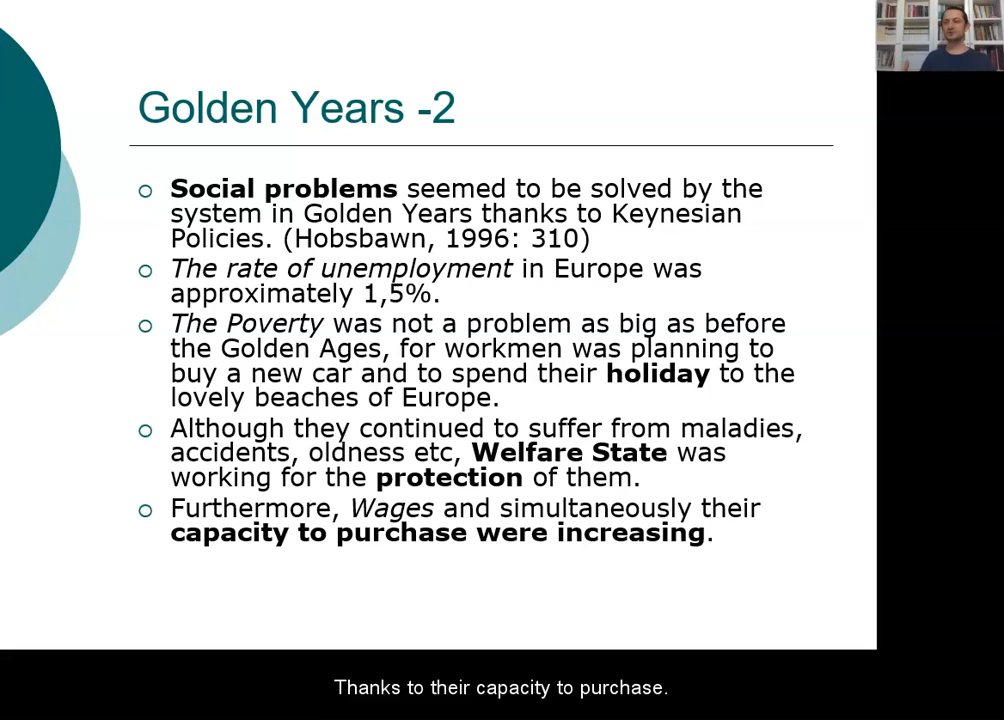 Golden Years -2
Social problems seemed to be solved by the
system in Golden Years thanks to Keynesian
Policies. (Hobsbawn, 1996: 310)
The rate of unemployment in Europe was
approximately 1,5%.
The Poverty was not a problem as big as before
the Golden Ages, for workmen was planning to
buy a new car and to spend their holiday to the
lovely beaches of Europe.
Although they continued to suffer from maladies,
accidents, oldness etc, Welfare State was
working for the protection of them.
Furthermore, Wages and simultaneously their
capacity to purchase were increasing.
Thanks to their capacity to purchase.